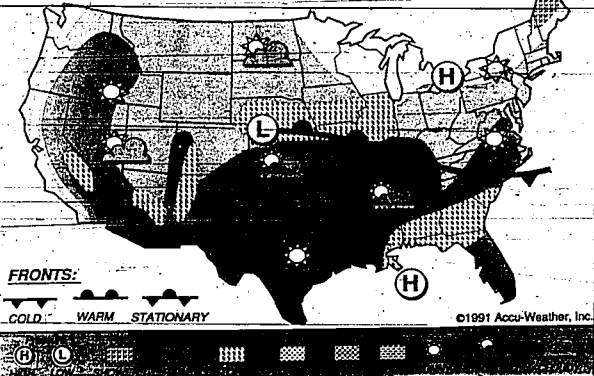 H
L
H
FRONTS:
COLD WARM STATIONARY
©1991 Accu-Weather, Inc.
H L